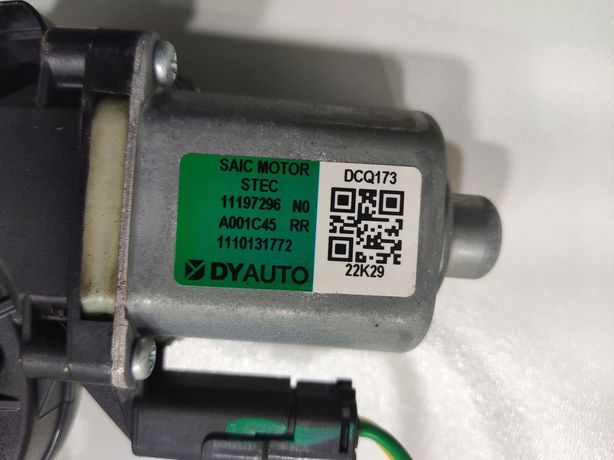 SAIC MOTOR
STEC
11197296 N0
A001C45 RR
1110131772
DYAUTO
DCQ173
22K29